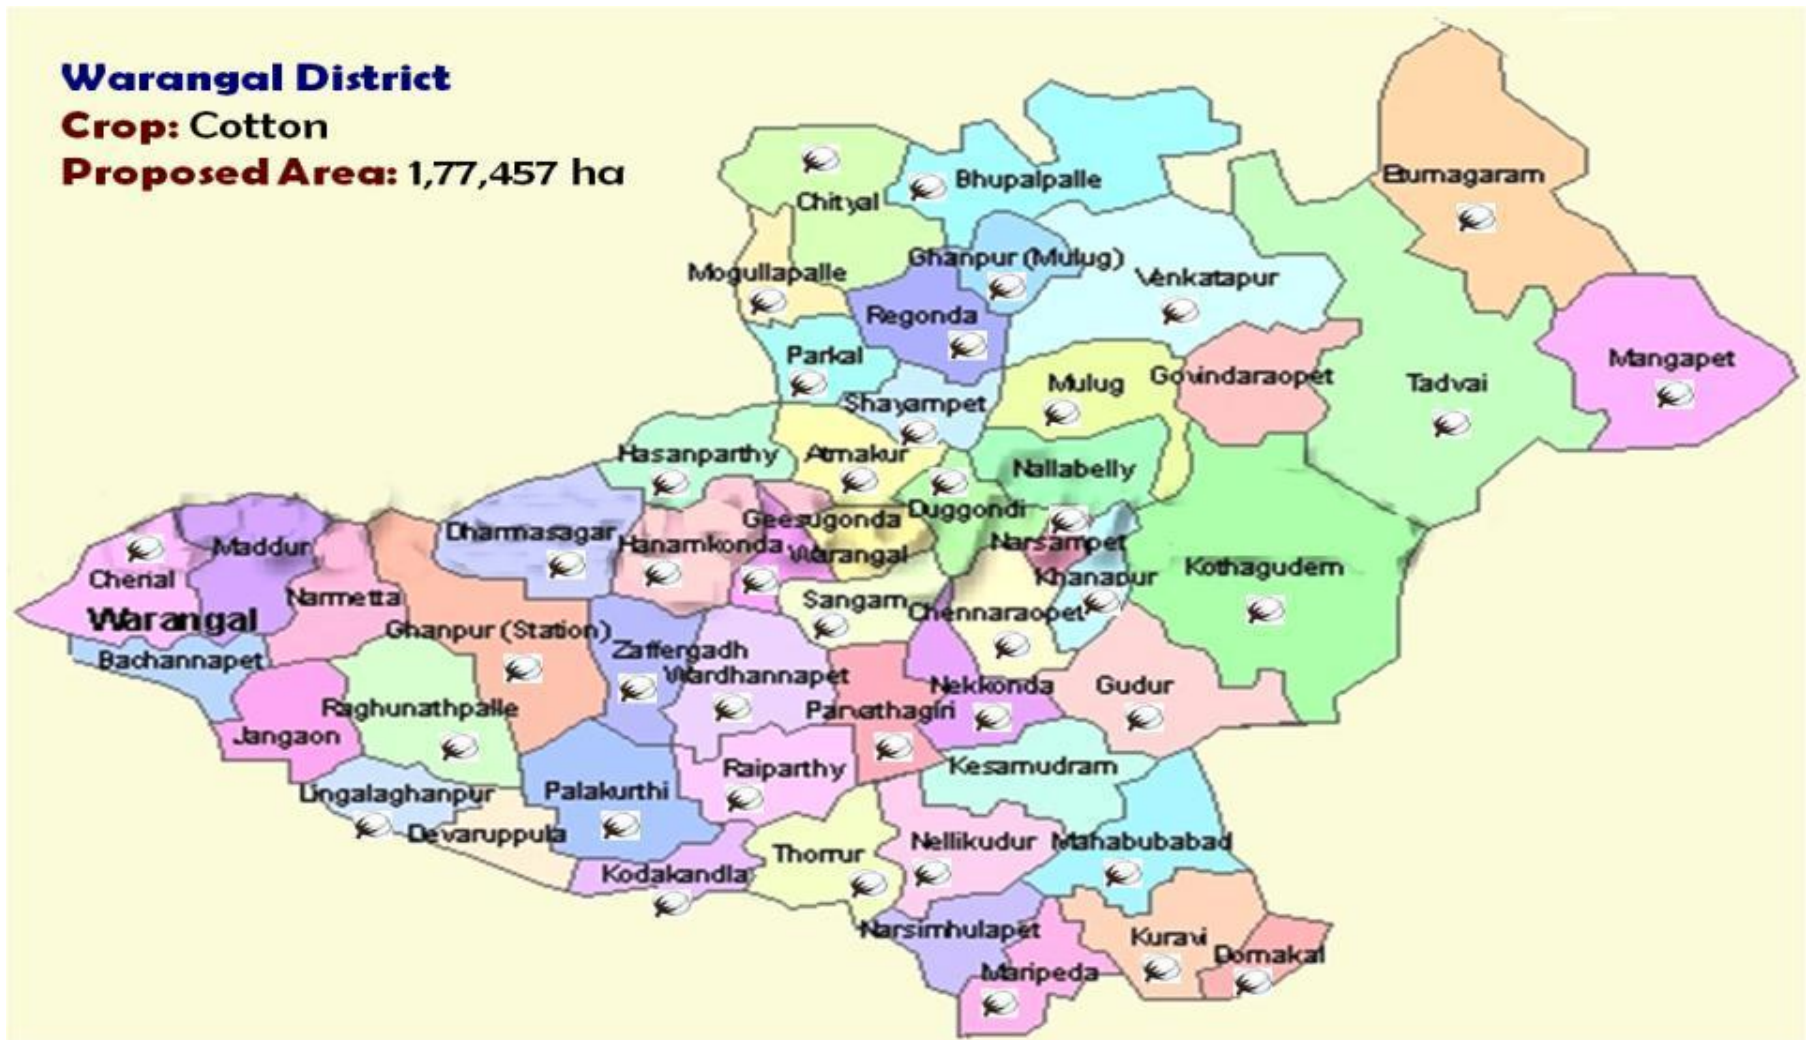 Warangal District
Crop: Cotton
Proposed Area: 1,77,457 ha
Eturnagaram
Bhupalpalle
Chityal
Ghanpur (Mulug)
Mogullapalle
Venkatapur
Regonda
Parkal
Mangapet
Mulug
Govindaraopet
Tadvai
Shayampet
Hasanparthy
Atmakur
Nallabelly
Duggondi
Geesugonda
Dharmasagar
Hanamkonda
Narsampet
Maddur
Warangal
Kothagudem
Cherial
Khanapur
Narmetta
Sangam
Chennaraopet
Warangal
Ghanpur (Station)
Zaffergadh
Bachannapet
Wardhannapet
Nekkonda
Gudur
Raghunathpalle
Parvathagiri
Jangaon
Raiparthy
Kesamudram
Lingalaghanpur
Palakurthi
Devaruppula
Nellikudur
Mahabubabad
Thorrur
Kodakandla
Narsimhulapet
Kuravi
Dornakal
Maripeda